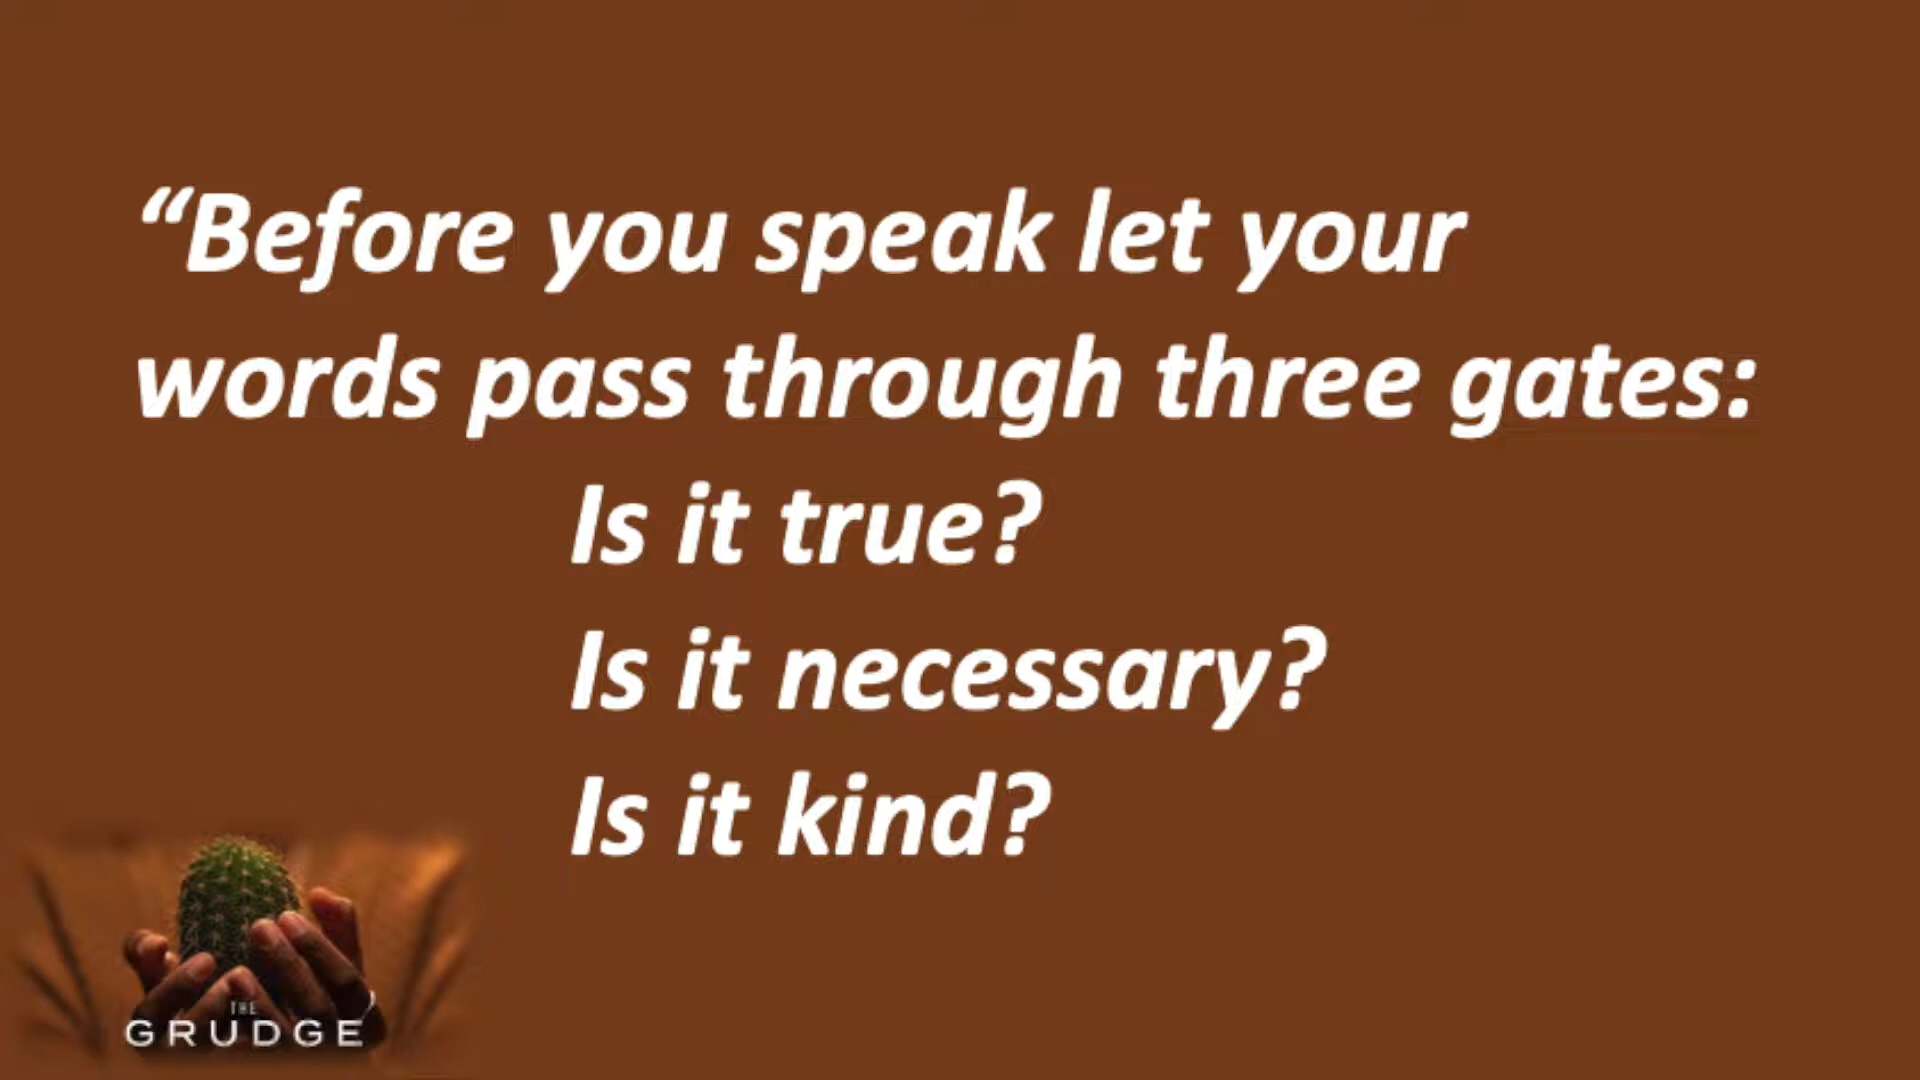 “Before you speak let your
words pass through three gates:
Is it true?
Is it necessary?
Is it kind?
THE
GRUDGE